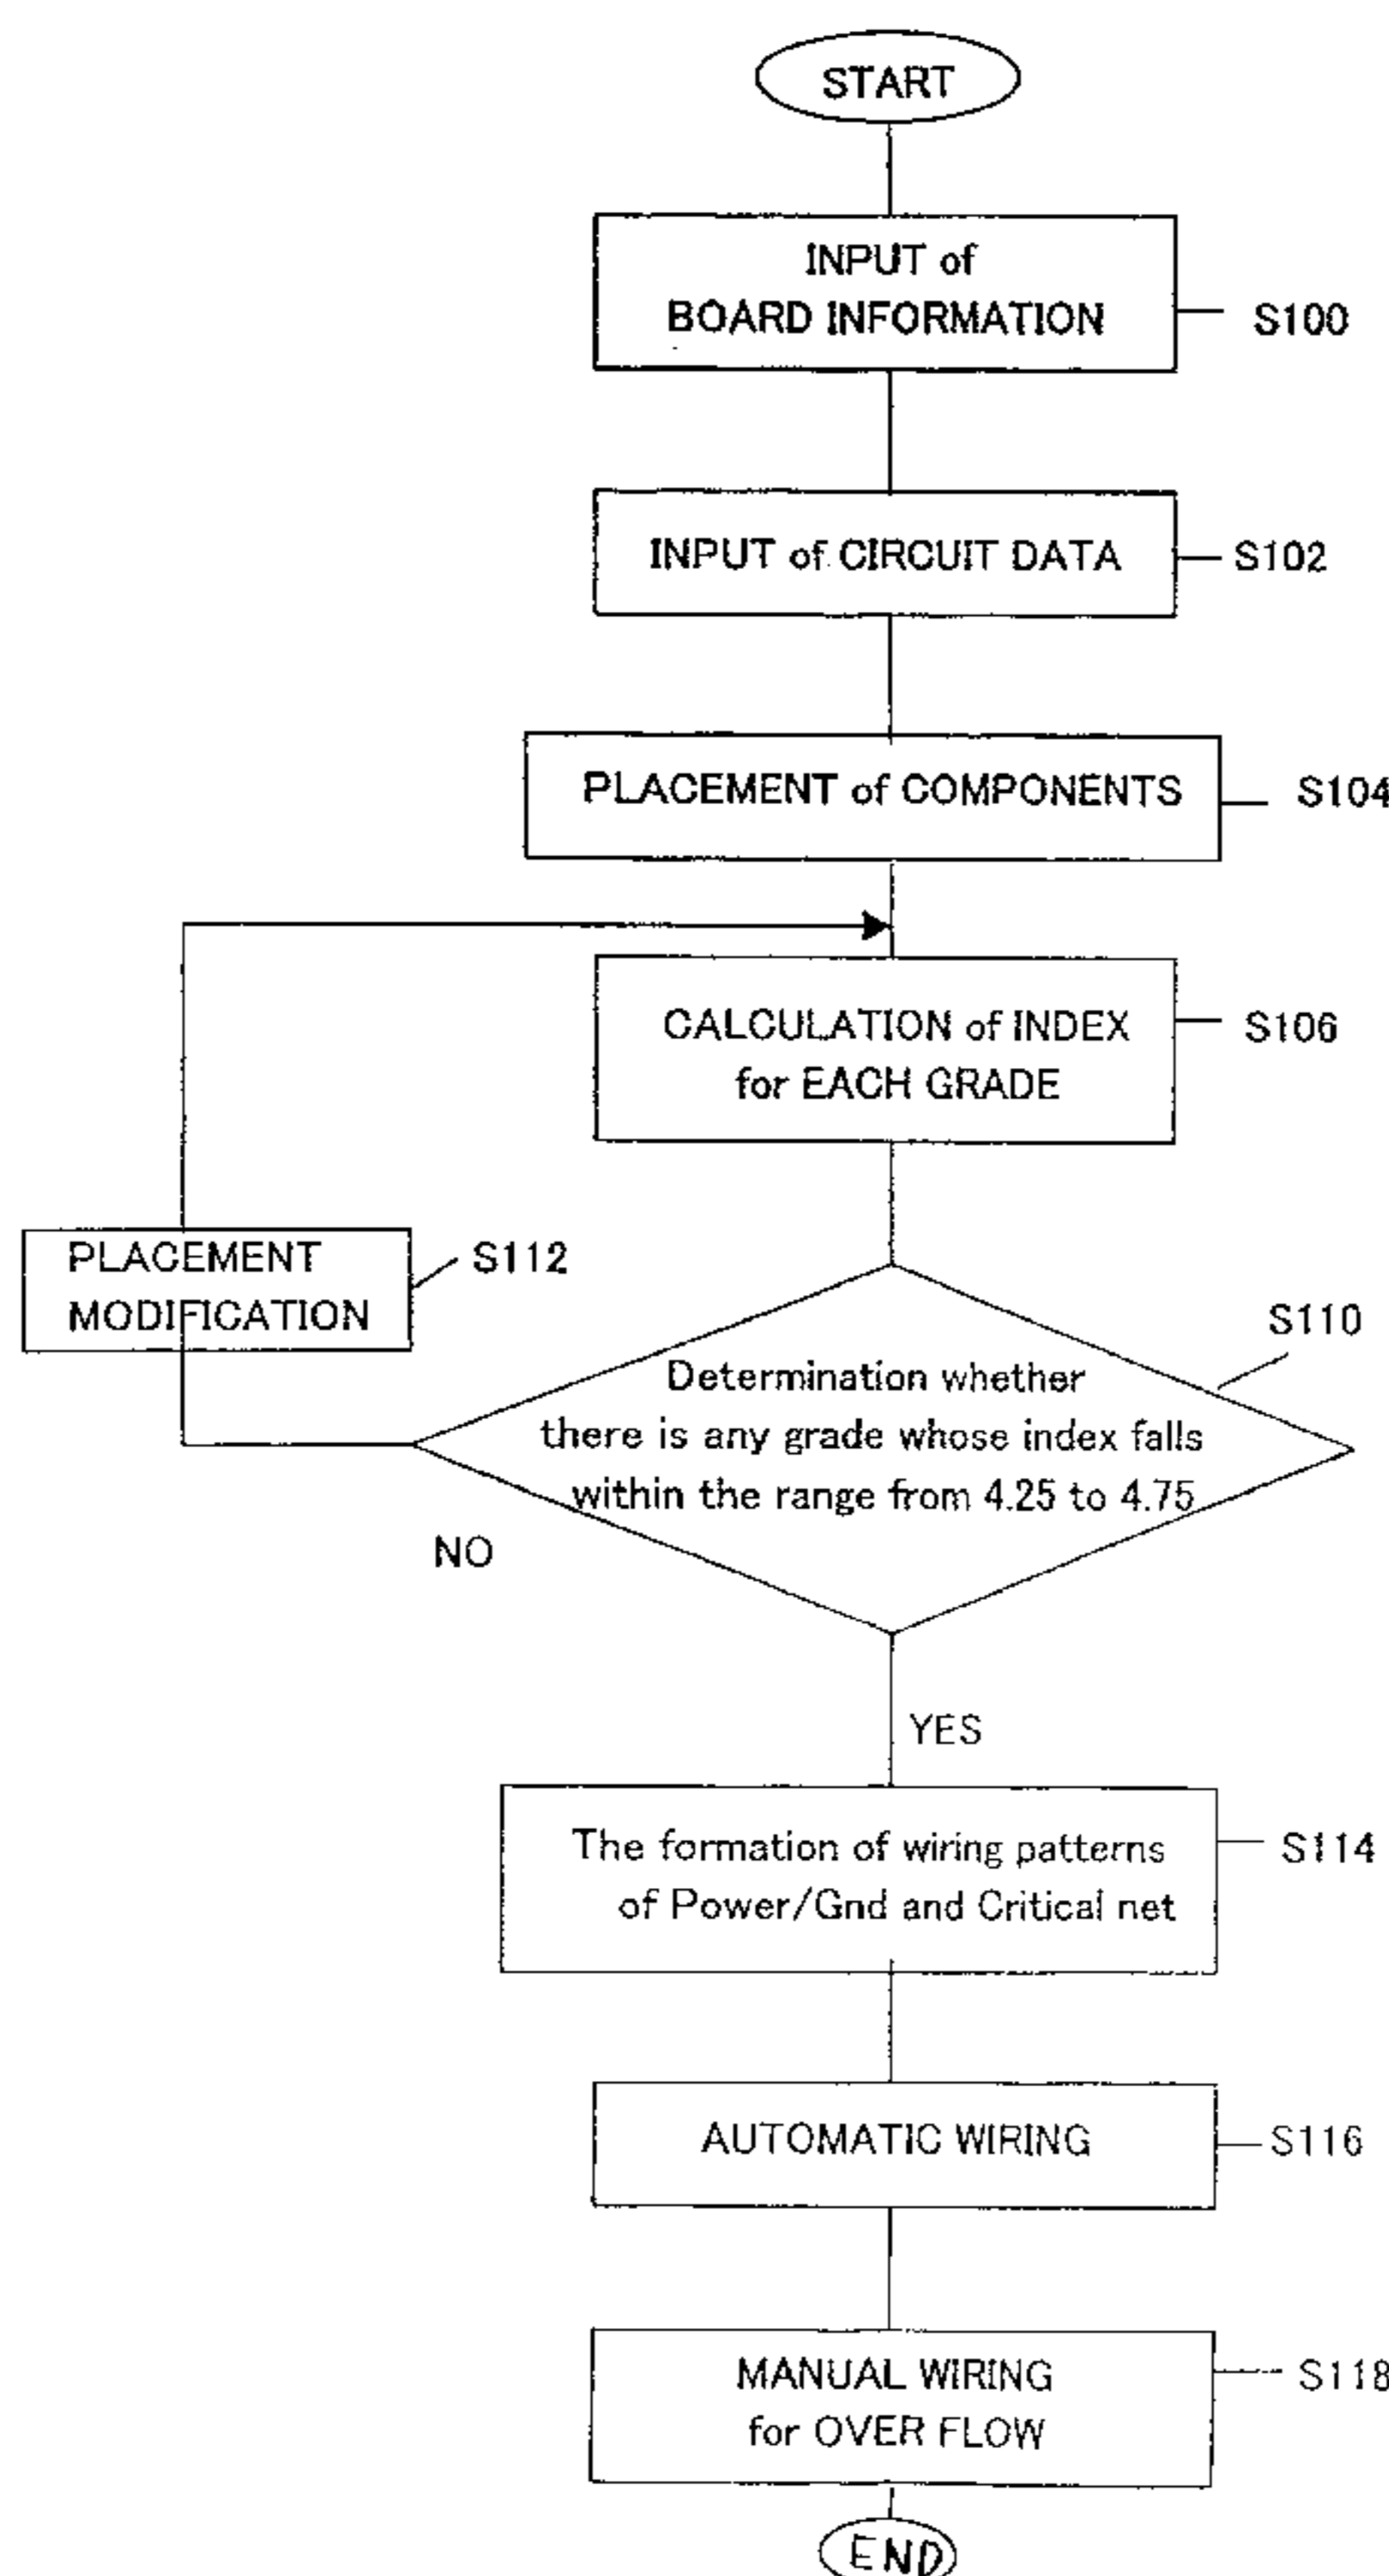 START
INPUT of
BOARD INFORMATION
S100
INPUT of CIRCUIT DATA
S102
PLACEMENT of COMPONENTS
S104
CALCULATION of INDEX
for EACH GRADE
S106
PLACEMENT
MODIFICATION
S112
S110
Determination whether
there is any grade whose index falls
within the range from 4.25 to 4.75
NO
YES
The formation of wiring patterns
of Power/Gnd and Critical net
S114
AUTOMATIC WIRING
S116
MANUAL WIRING
for OVER FLOW
S118
END